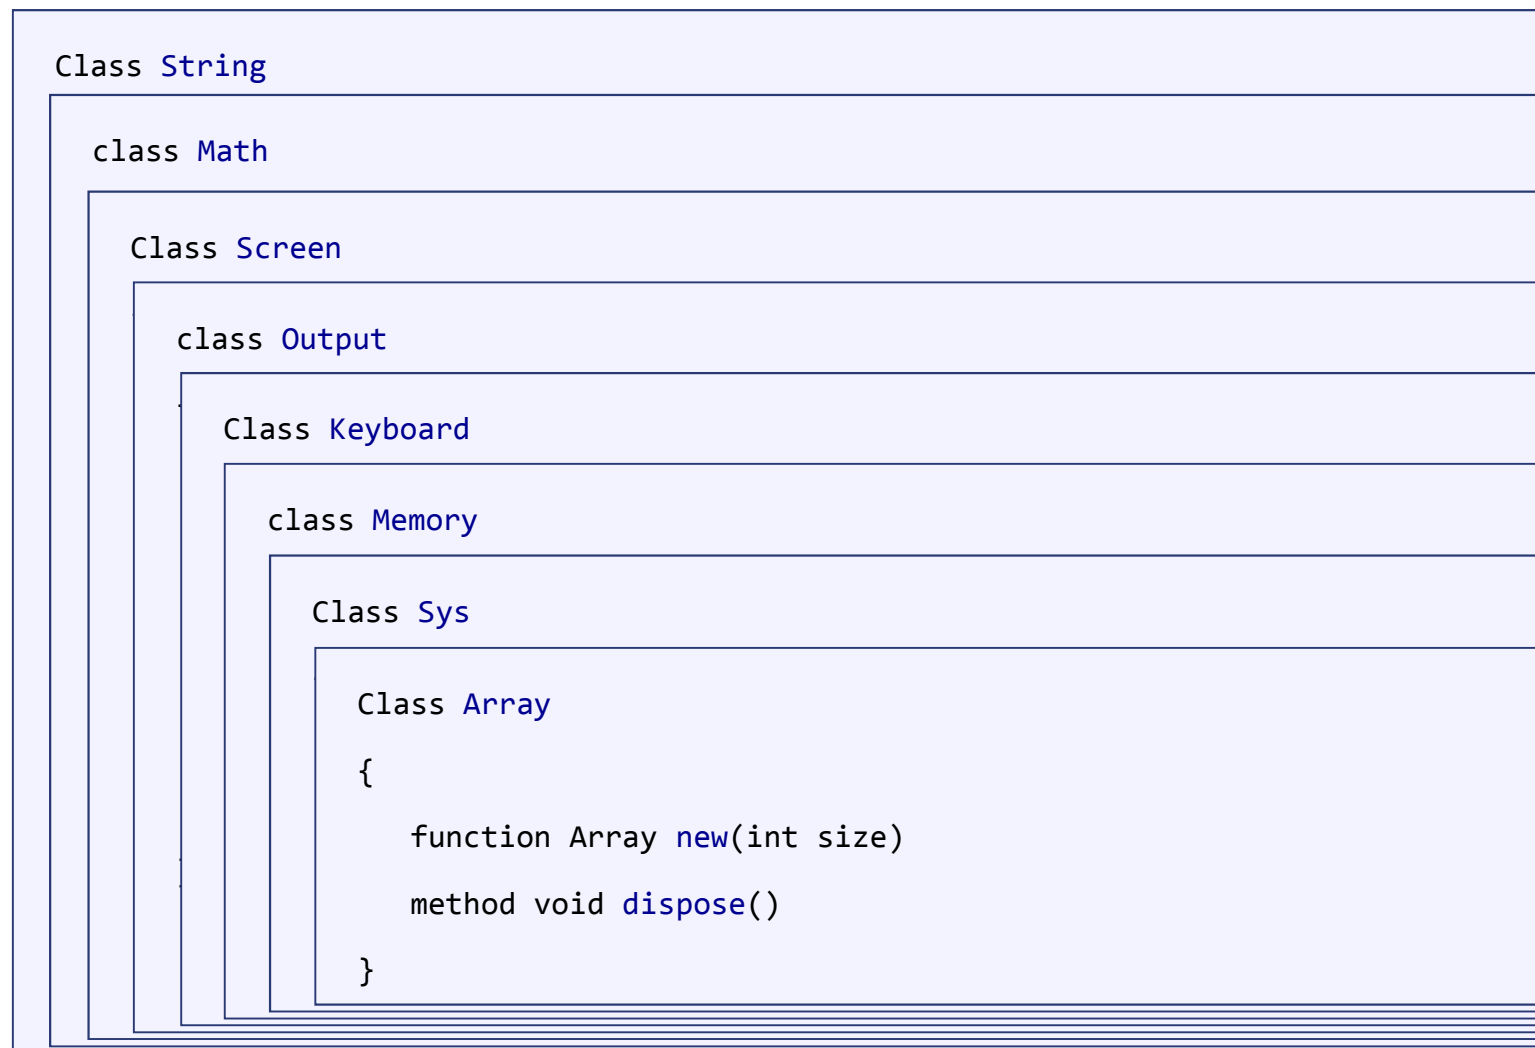 Class String
class Math
Class Screen
class Output
Class Keyboard
class Memory
Class Sys
Class Array
{
function Array new(int size)
method void dispose()
}